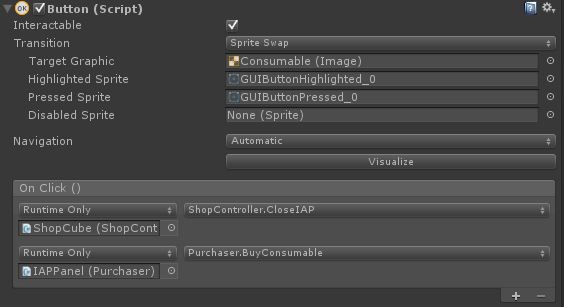 Button (Script)
Interactable
Transition Sprite Swap
Target Graphic Consumable (Image)
Highlighted Sprite GUIButtonHighlighted_0
Pressed Sprite GUIButtonPressed_0
Disabled Sprite None (Sprite)
Navigation Automatic
Visualize
On Click ()
Runtime Only ShopController.CloseIAP
ShopCube (ShopCont
Runtime Only Purchaser.BuyConsumable
IAPPanel (Purchaser)